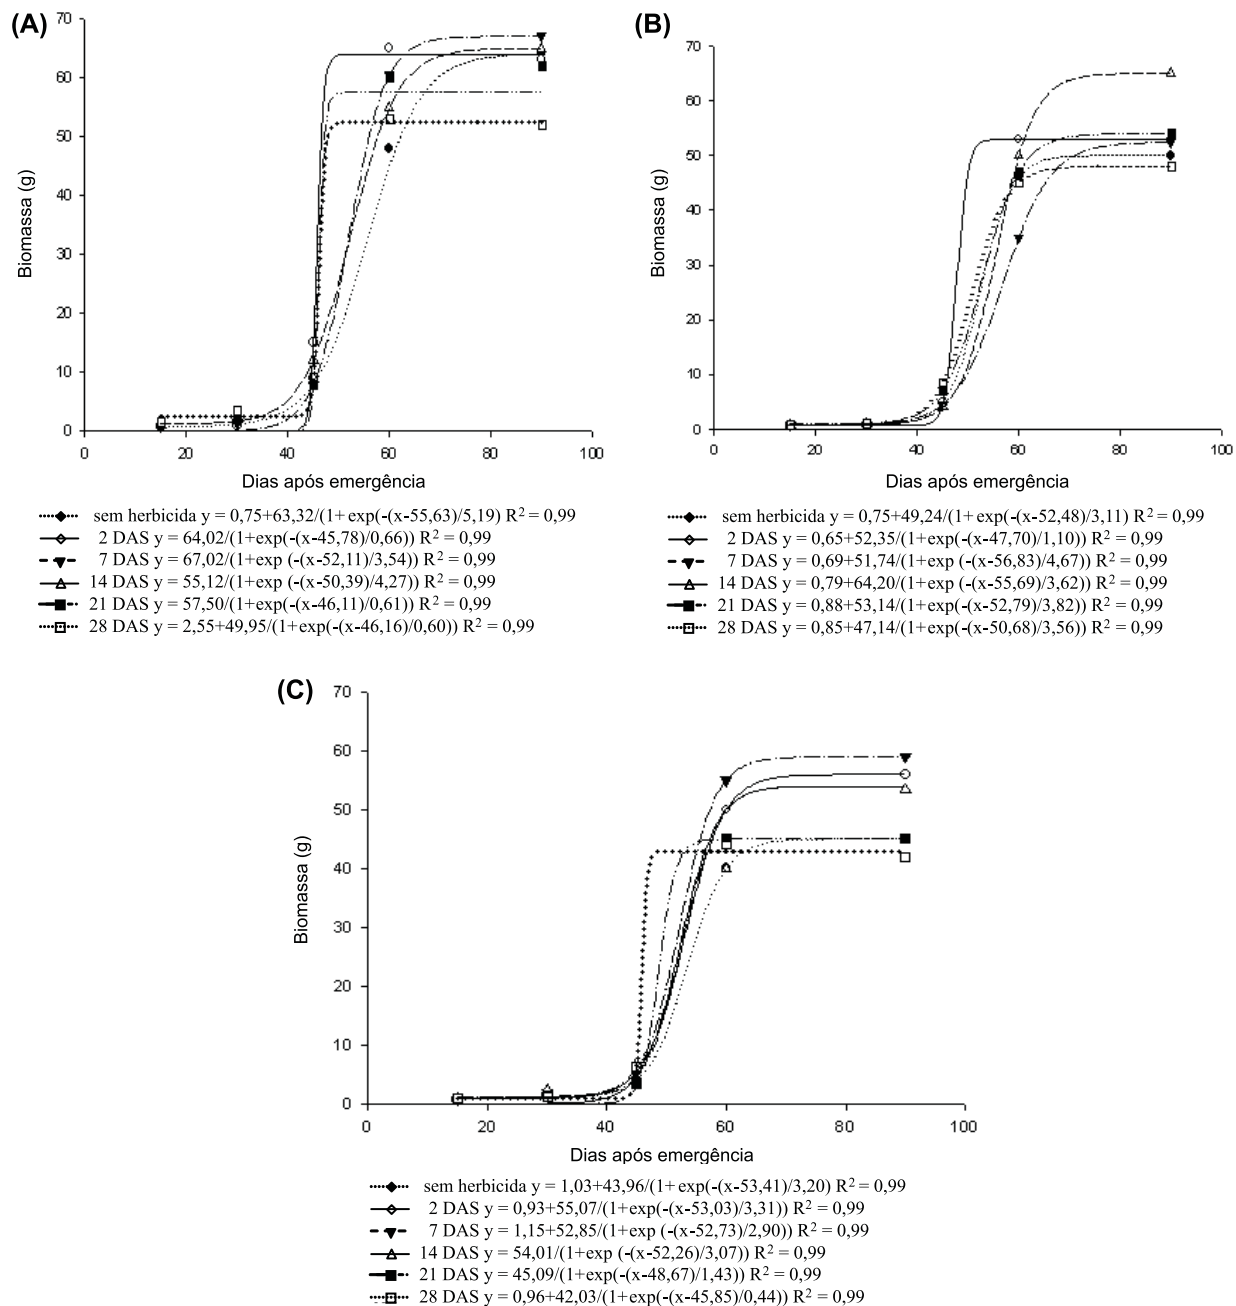 (A)
70
60
50
40
30
20
10
0
Biomassa (g)
0 20 40 60 80 100
Dias após emergência
sem herbicida y = 0,75+63,32/(1+ exp(-(x-55,63)/5,19) R² = 0,99
2 DAS y = 64,02/(1+exp(-(x-45,78)/0,66)) R² = 0,99
7 DAS y = 67,02/(1+exp (-(x-52,11)/3,54)) R² = 0,99
14 DAS y = 55,12/(1+exp (-(x-50,39)/4,27)) R² = 0,99
21 DAS y = 57,50/(1+exp(-(x-46,11)/0,61)) R² = 0,99
28 DAS y = 2,55+49,95/(1+exp(-(x-46,16)/0,60)) R² = 0,99
(B)
70
60
50
40
30
20
10
0
Biomassa (g)
0 20 40 60 80 100
Dias após emergência
sem herbicida y = 0,75+49,24/(1+ exp(-(x-52,48)/3,11) R² = 0,99
2 DAS y = 0,65+52,35/(1+exp(-(x-47,70)/1,10)) R² = 0,99
7 DAS y = 0,69+51,74/(1+exp (-(x-56,83)/4,67)) R² = 0,99
14 DAS y = 0,79+64,20/(1+exp (-(x-55,69)/3,62)) R² = 0,99
21 DAS y = 0,88+53,14/(1+exp(-(x-52,79)/3,82)) R² = 0,99
28 DAS y = 0,85+47,14/(1+exp(-(x-50,68)/3,56)) R² = 0,99
(C)
70
60
50
40
30
20
10
0
Biomassa (g)
0 20 40 60 80 100
Dias após emergência
sem herbicida y = 1,03+43,96/(1+ exp(-(x-53,41)/3,20) R² = 0,99
2 DAS y = 0,93+55,07/(1+exp(-(x-53,03)/3,31)) R² = 0,99
7 DAS y = 1,15+52,85/(1+exp (-(x-52,73)/2,90)) R² = 0,99
14 DAS y = 54,01/(1+exp (-(x-52,26)/3,07)) R² = 0,99
21 DAS y = 45,09/(1+exp(-(x-48,67)/1,43)) R² = 0,99
28 DAS y = 0,96+42,03/(1+exp(-(x-45,85)/0,44)) R² = 0,99